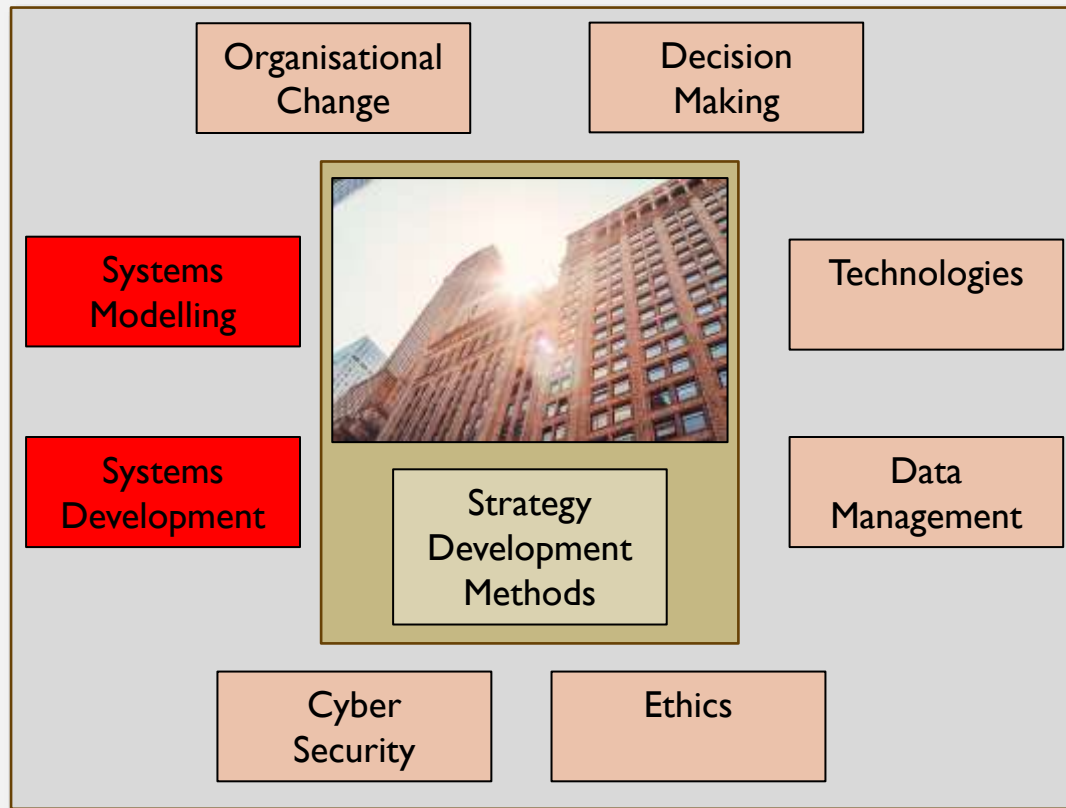 Organisational
Change
Decision
Making
Systems
Modelling
Technologies
Systems
Development
Data
Management
Strategy
Development
Methods
Cyber
Security
Ethics